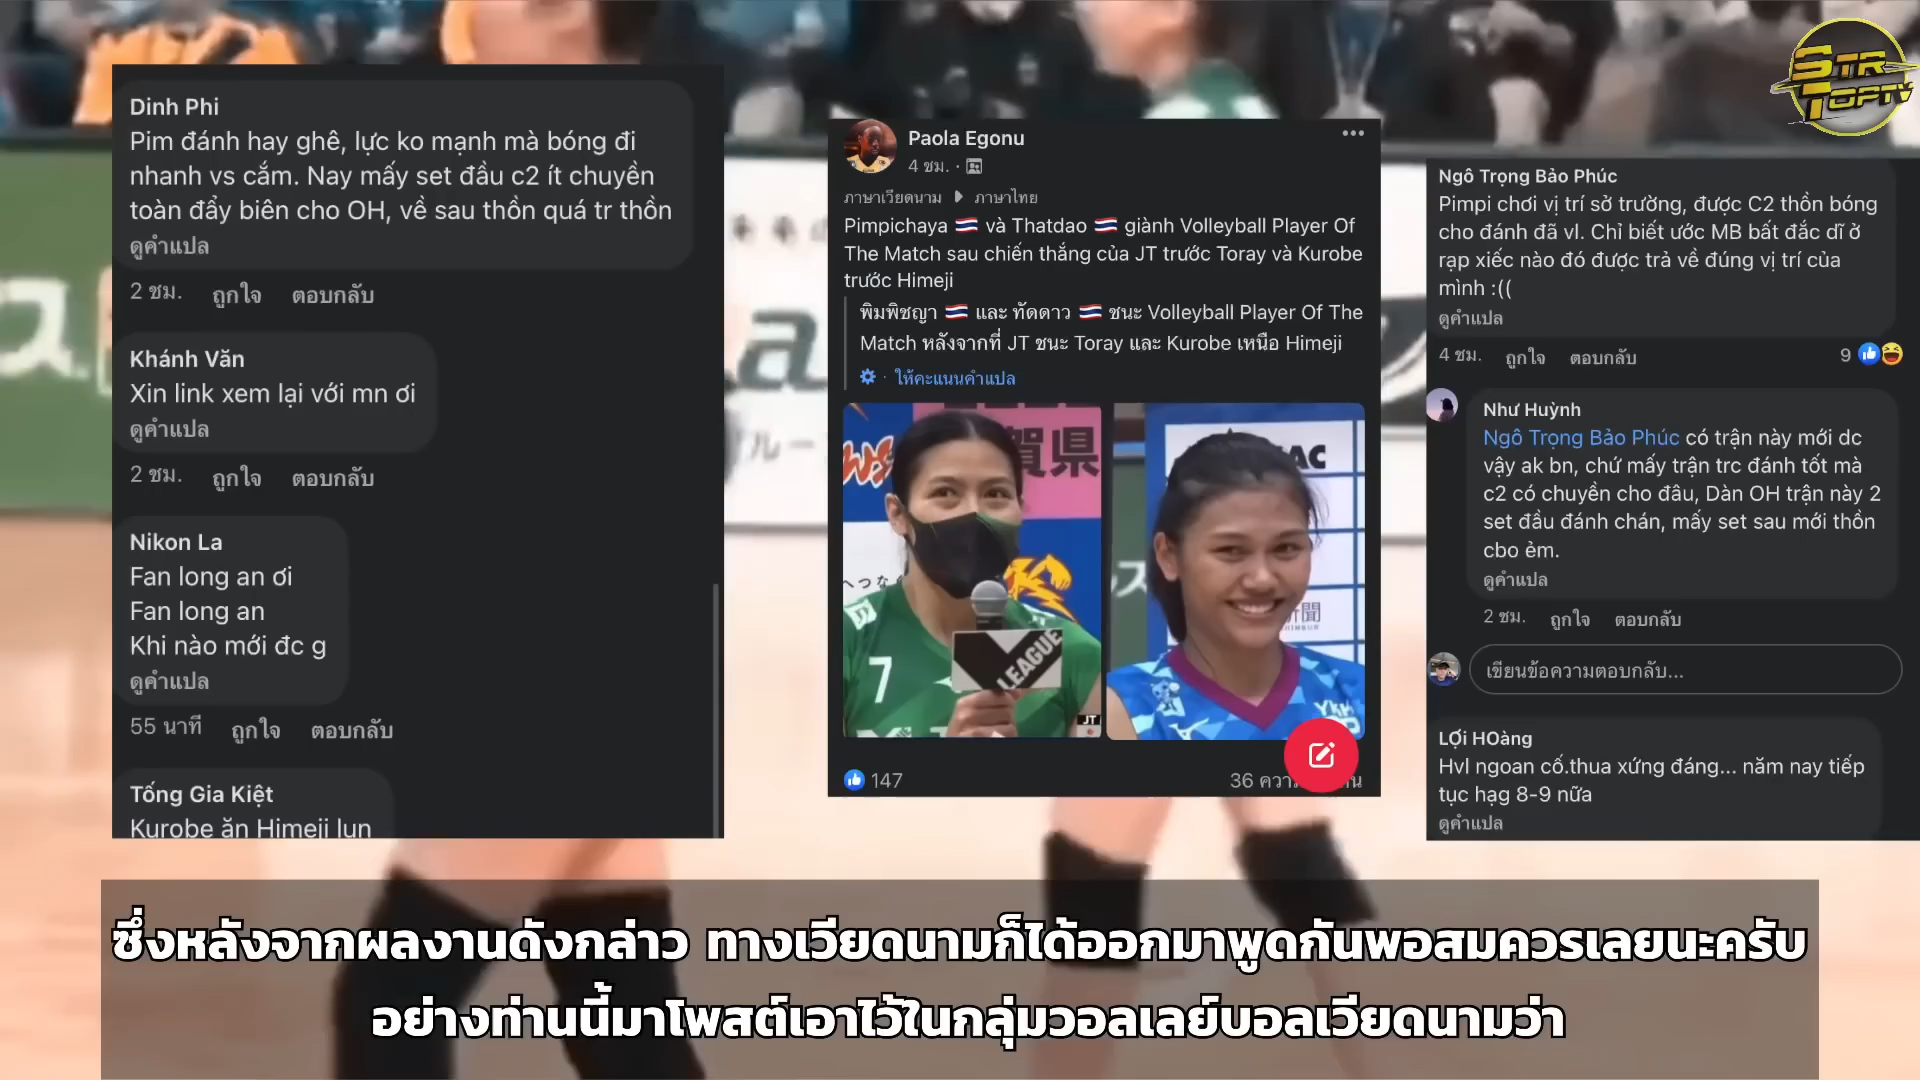 Dinh Phi
Pim đánh hay ghê, lực ko mạnh mà bóng đi
nhanh vs cắm. Nay mấy set đầu c2 ít chuyền
toàn đẩy biên cho OH, về sau thồn quá tr thồn
ดูคำแปล
2 ชม. ถูกใจ ตอบกลับ
Khánh Văn
Xin link xem lại với mn ơi
ดูคำแปล
2 ชม. ถูกใจ ตอบกลับ
Nikon La
Fan long an ơi
Fan long an
Khi nào mới đc g
ดูคำแปล
55 นาที ถูกใจ ตอบกลับ
Tống Gia Kiệt
Kurobe ăn Himeji lun
Paola Egonu
4 ชม.
ภาษาเวียดนาม ภาษาไทย
Pimpichaya 🇹🇭 và Thatdao 🇹🇭 giành Volleyball Player Of
The Match sau chiến thắng của JT trước Toray và Kurobe
trước Himeji
พิมพิชญา 🇹🇭 และ ทัดดาว 🇹🇭 ชนะ Volleyball Player Of The
Match หลังจากที่ JT ชนะ Toray และ Kurobe เหนือ Himeji
ให้คะแนนคำแปล
賀県
7
V LEAGUE
JT
AC
147
36
STR
TOPTV
Ngô Trọng Bảo Phúc
Pimpi chơi vị trí sở trường, được C2 thồn bóng
cho đánh đã vl. Chỉ biết ước MB bất đắc dĩ ở
rạp xiếc nào đó được trả về đúng vị trí của
mình :((
ดูคำแปล
4 ชม. ถูกใจ ตอบกลับ 9
Như Huỳnh
Ngô Trọng Bảo Phúc có trận này mới dc
vậy ak bn, chứ mấy trận trc đánh tốt mà
c2 có chuyền cho đâu, Dàn OH trận này 2
set đầu đánh chán, mấy set sau mới thồn
cbo ẻm.
ดูคำแปล
2 ชม. ถูกใจ ตอบกลับ
เขียนข้อความตอบกลับ...
LỢi HOàng
Hvl ngoan cố.thua xứng đáng... năm nay tiếp
tục hạg 8-9 nữa
ดูคำแปล
ซึ่งหลังจากผลงานดังกล่าว ทางเวียดนามก็ได้ออกมาพูดกันพอสมควรเลยนะครับ
อย่างท่านนี้มาโพสต์เอาไว้ในกลุ่มวอลเลย์บอลเวียดนามว่า